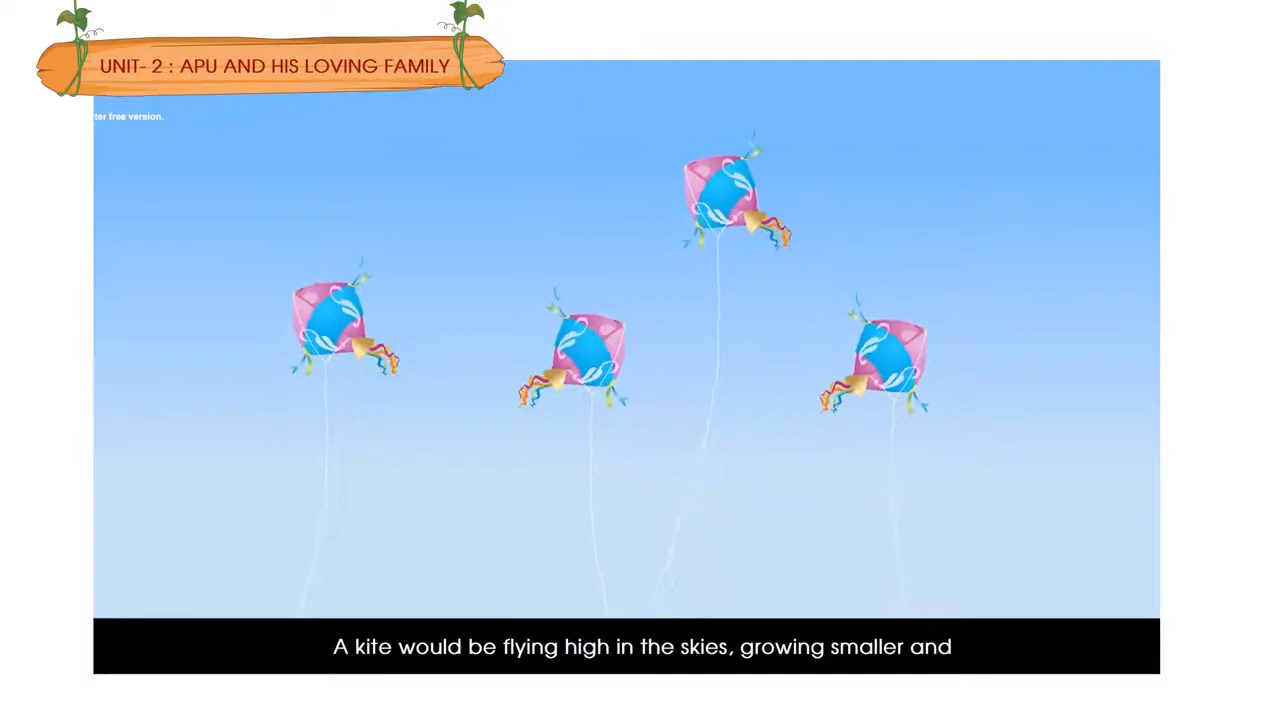 UNIT- 2 : APU AND HIS LOVING FAMILY
ter free version.
A kite would be flying high in the skies, growing smaller and